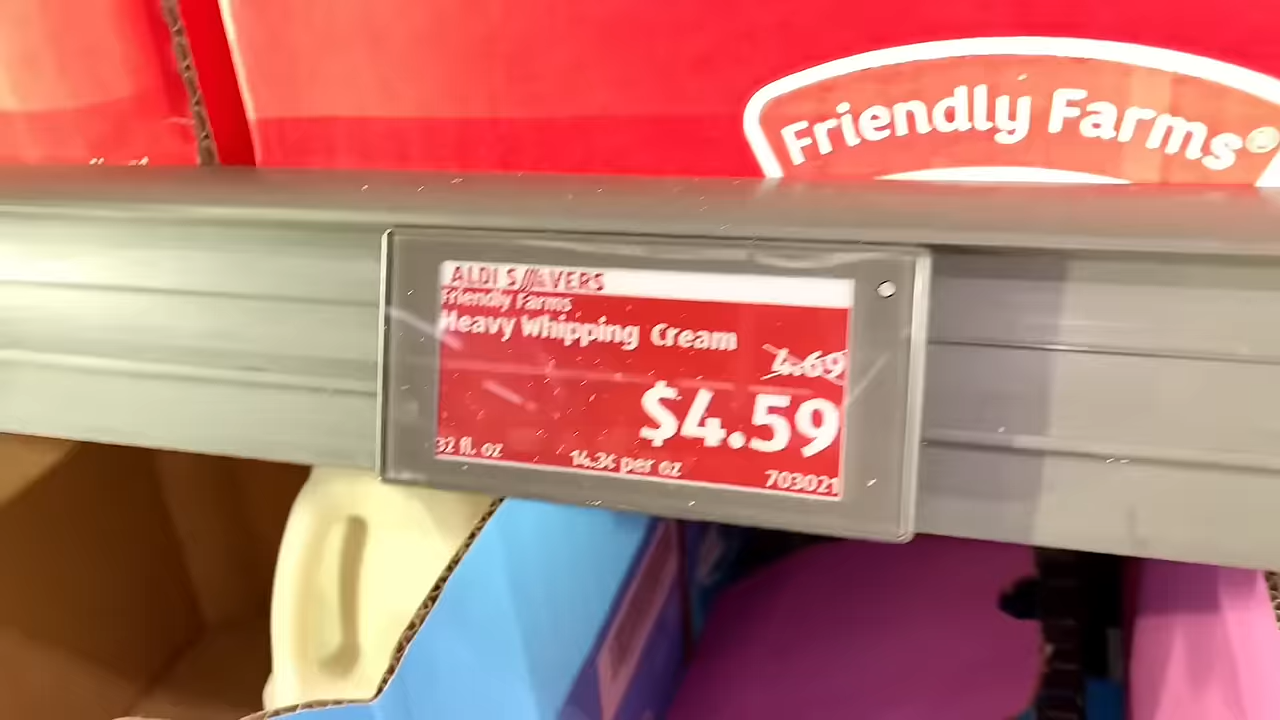 Friendly Farms®
ALDI SAVERS
Friendly Farms
Heavy Whipping Cream
4.69
$4.59
32 fl. oz
14.3¢ per oz
703021